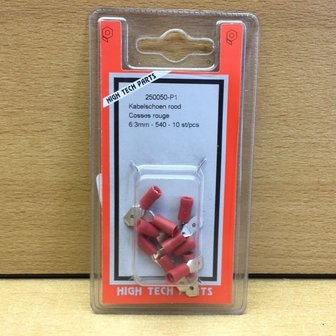 HIGH TECH PARTS
250050-P1
Kabelschoen rood
Cosses rouge
6.3mm - 540 - 10 st/pcs
HIGH TECH PARTS